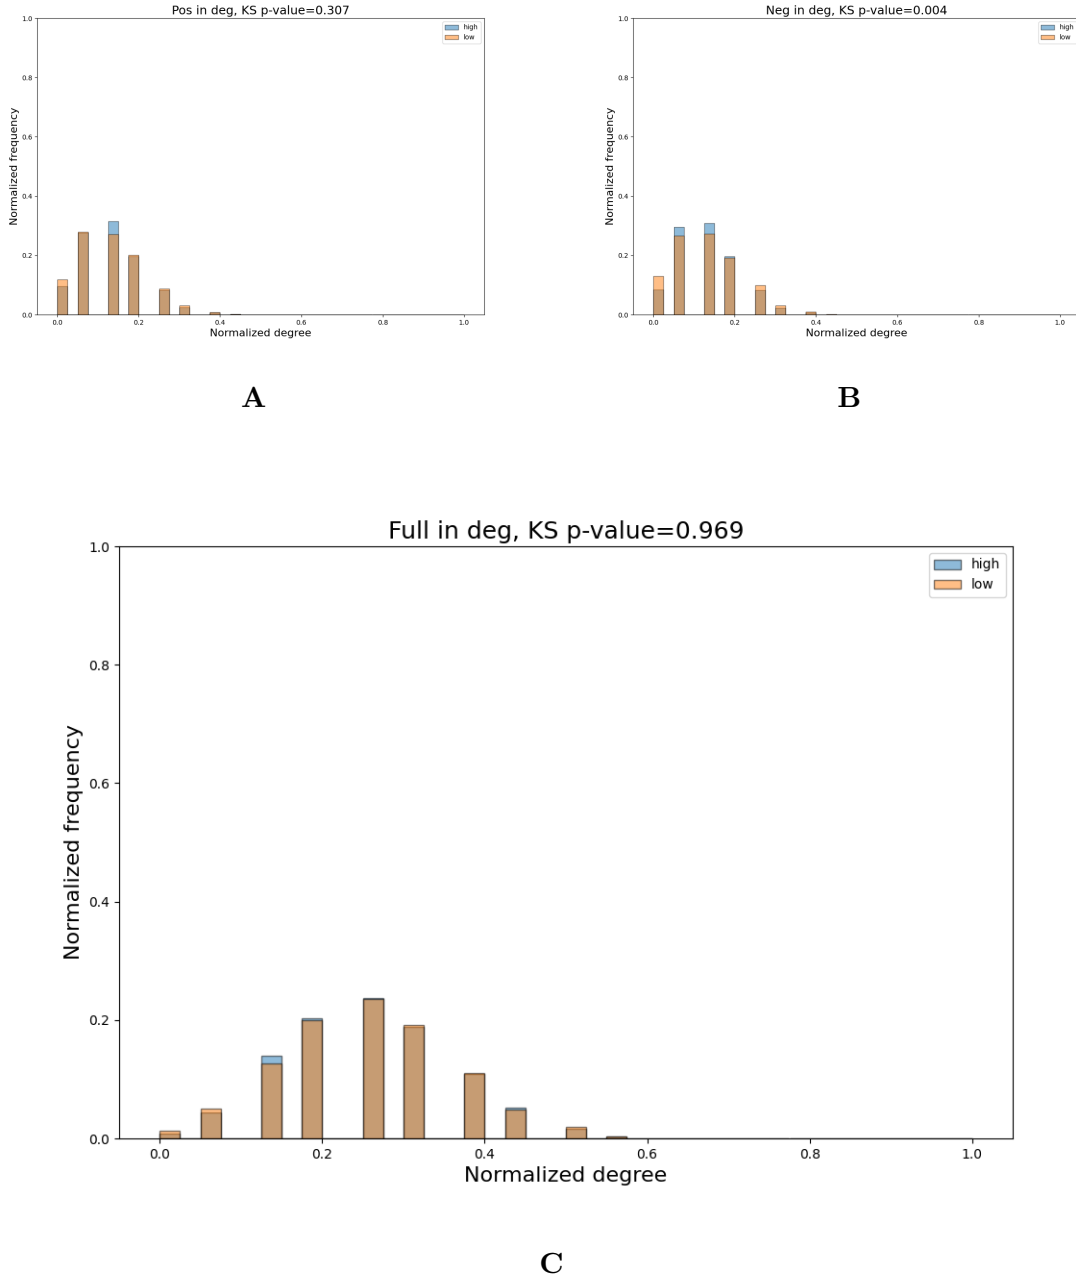 Pos in deg, KS p-value=0.307
high
low
1.0
0.8
0.6
0.4
0.2
0.0
Normalized frequency
0.0 0.2 0.4 0.6 0.8 1.0
Normalized degree
A
Neg in deg, KS p-value=0.004
high
low
1.0
0.8
0.6
0.4
0.2
0.0
Normalized frequency
0.0 0.2 0.4 0.6 0.8 1.0
Normalized degree
B
Full in deg, KS p-value=0.969
high
low
1.0
0.8
0.6
0.4
0.2
0.0
Normalized frequency
0.0 0.2 0.4 0.6 0.8 1.0
Normalized degree
C